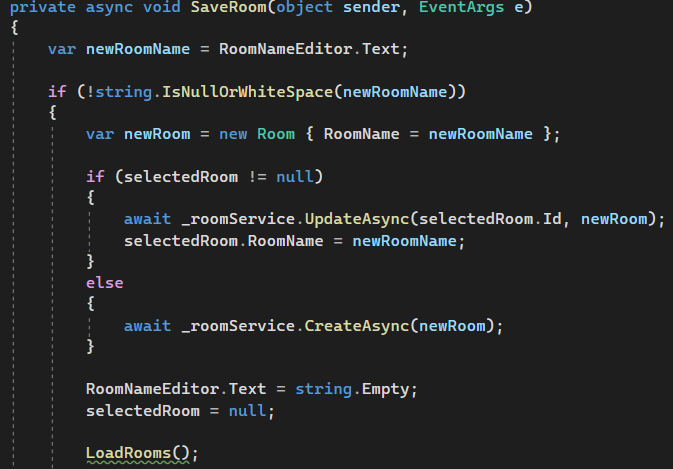 private async void SaveRoom(object sender, EventArgs e)
{
var newRoomName = RoomNameEditor.Text;
if (!string.IsNullOrWhiteSpace(newRoomName))
{
var newRoom = new Room { RoomName = newRoomName };
if (selectedRoom != null)
{
await _roomService.UpdateAsync(selectedRoom.Id, newRoom);
selectedRoom.RoomName = newRoomName;
}
else
{
await _roomService.CreateAsync(newRoom);
}
RoomNameEditor.Text = string.Empty;
selectedRoom = null;
LoadRooms();